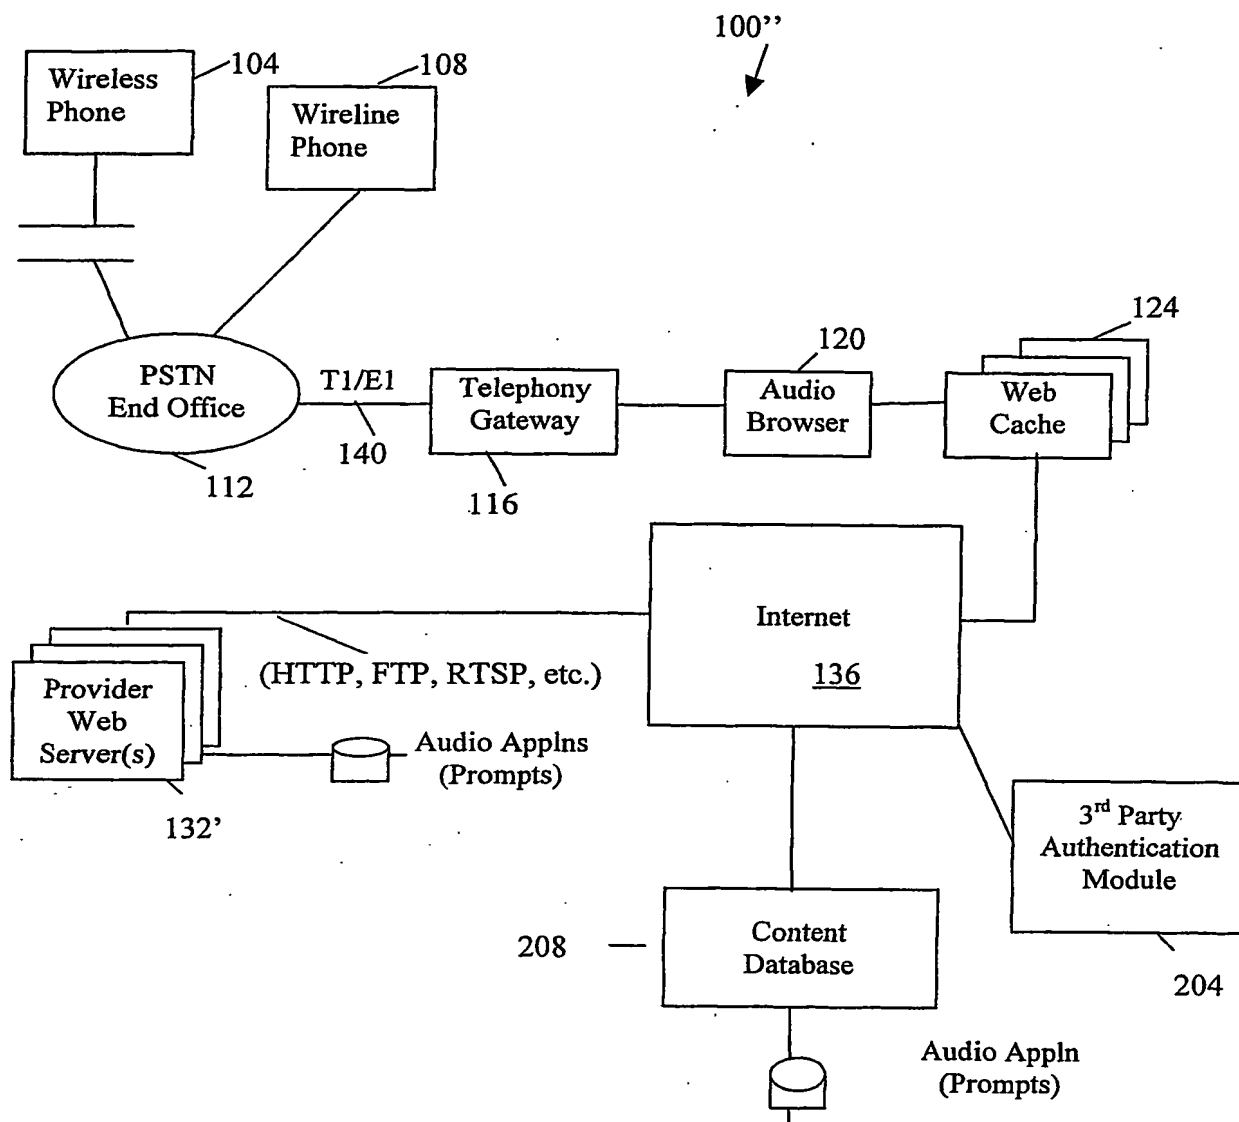 100’’
Wireless
Phone
104
Wireline
Phone
108
PSTN
End Office
112
T1/E1
140
Telephony
Gateway
116
Audio
Browser
120
Web
Cache
124
Internet
136
(HTTP, FTP, RTSP, etc.)
Provider
Web
Server(s)
132’
Audio Applns
(Prompts)
3rd Party
Authentication
Module
204
Content
Database
208
Audio Appln
(Prompts)